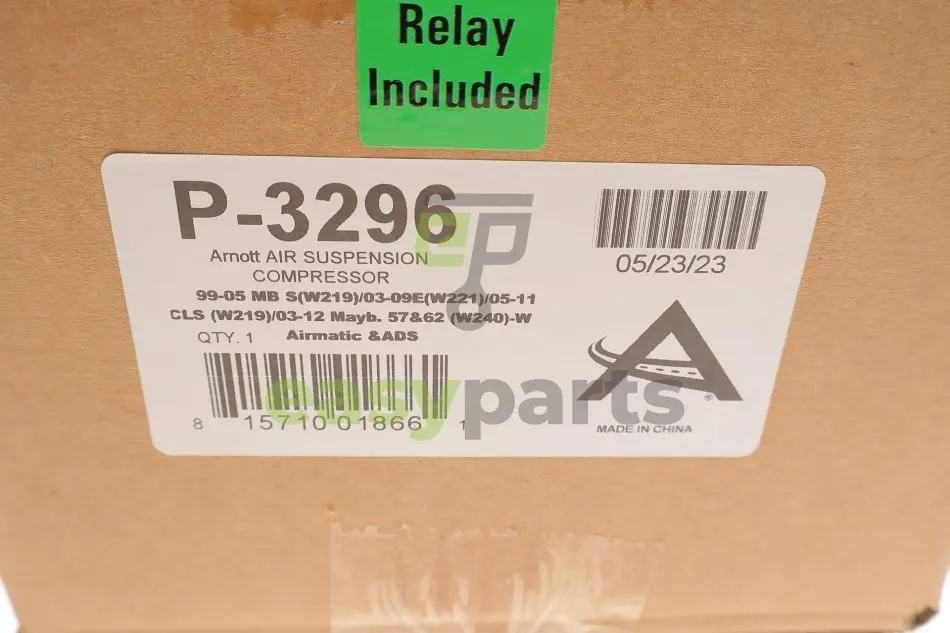 Relay
Included
P-3296
Arnott AIR SUSPENSION
COMPRESSOR
99-05 MB S(W219)/03-09E(W221)/05-11
CLS (W219)/03-12 Mayb. 57&62 (W240)-W
QTY. 1 Airmatic &ADS
8 15710 01866 1
05/23/23
A
®
MADE IN CHINA
ep
easyparts